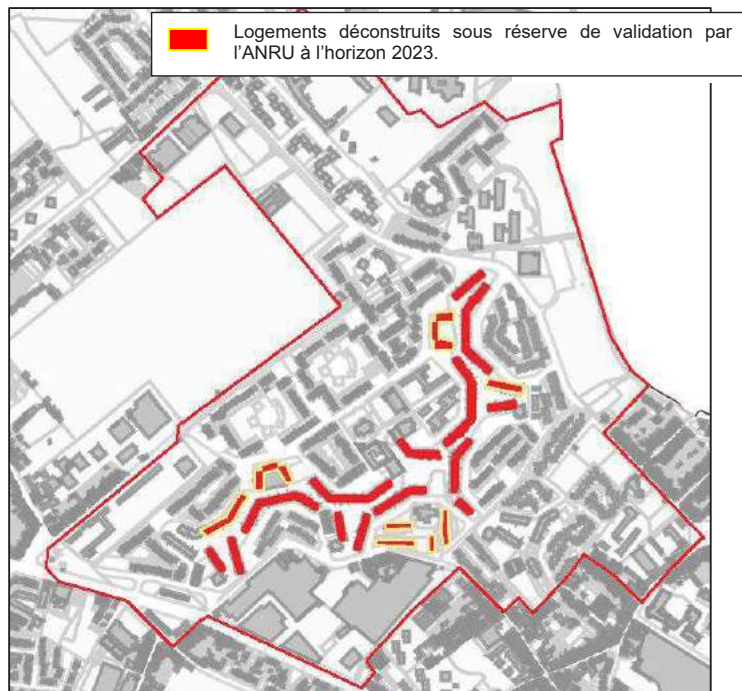 Logements déconstruits sous réserve de validation par
l’ANRU à l’horizon 2023.